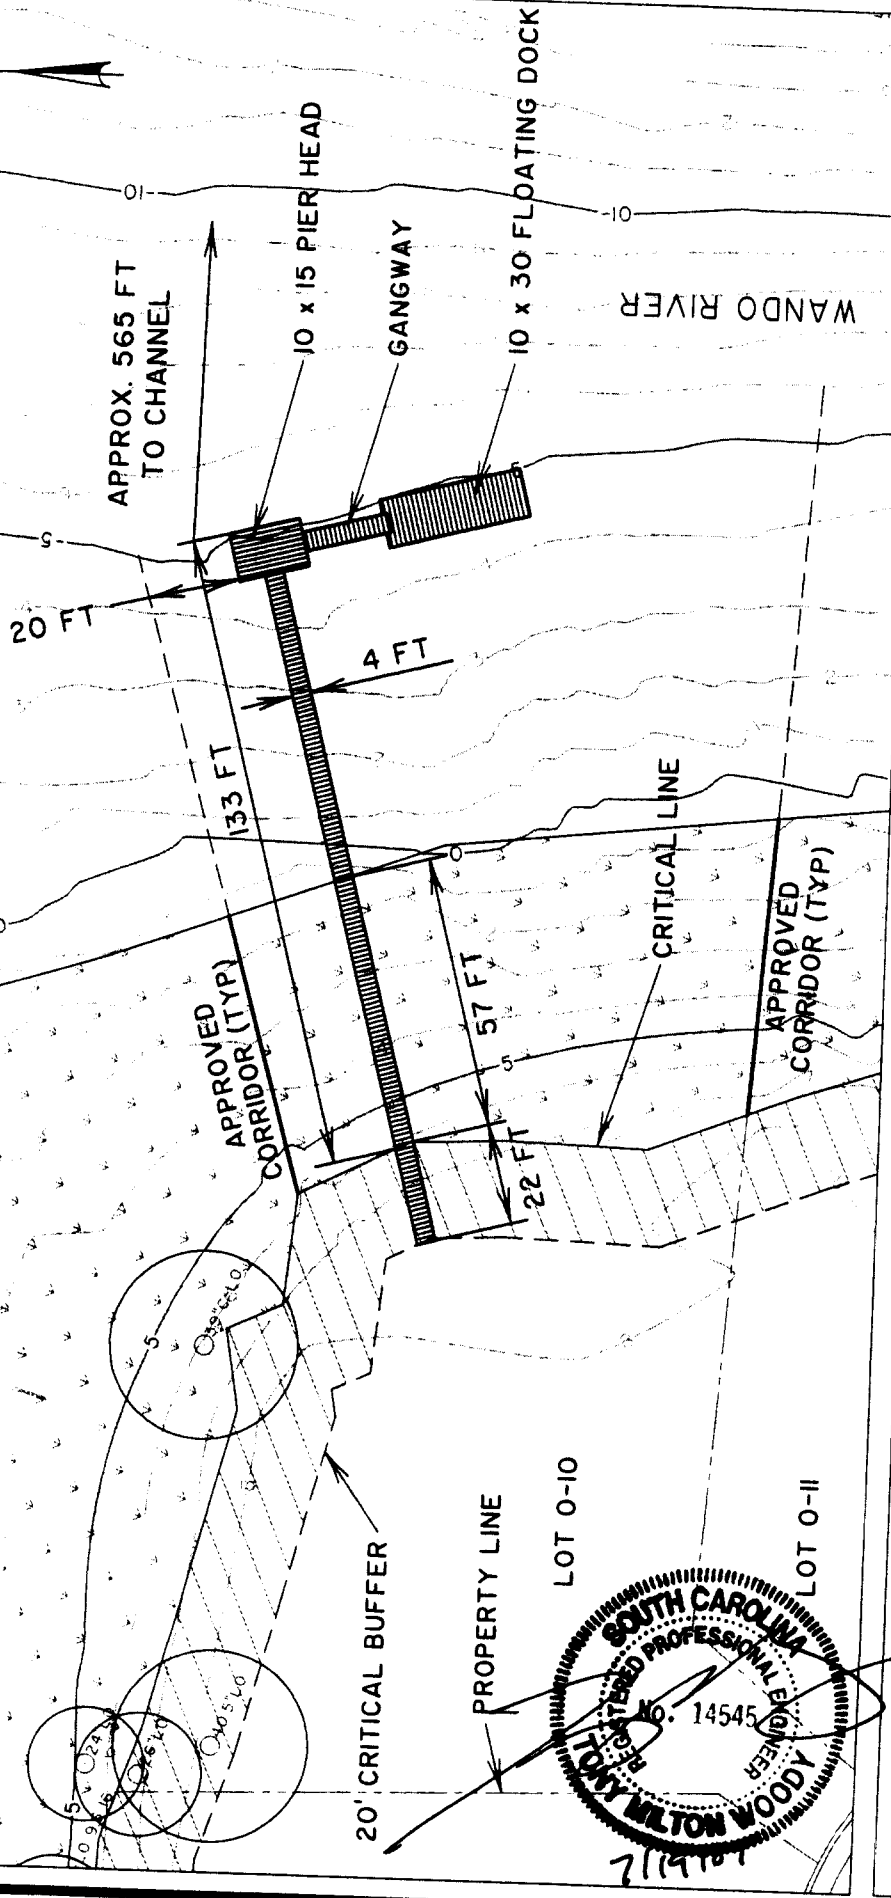 10 x 15 PIER HEAD
GANGWAY
10 x 30 FLOATING DOCK
-10
-10
APPROX. 565 FT
TO CHANNEL
WANDO RIVER
-5
20 FT
4 FT
133 FT
0
CRITICAL LINE
57 FT
APPROVED
CORRIDOR (TYP)
APPROVED
CORRIDOR (TYP)
5
22 FT
5
20' CRITICAL BUFFER
PROPERTY LINE
LOT O-10
LOT O-11
5
SOUTH CAROLINA
REGISTERED PROFESSIONAL ENGINEER
No. 14545
TONY MILTON WOODY